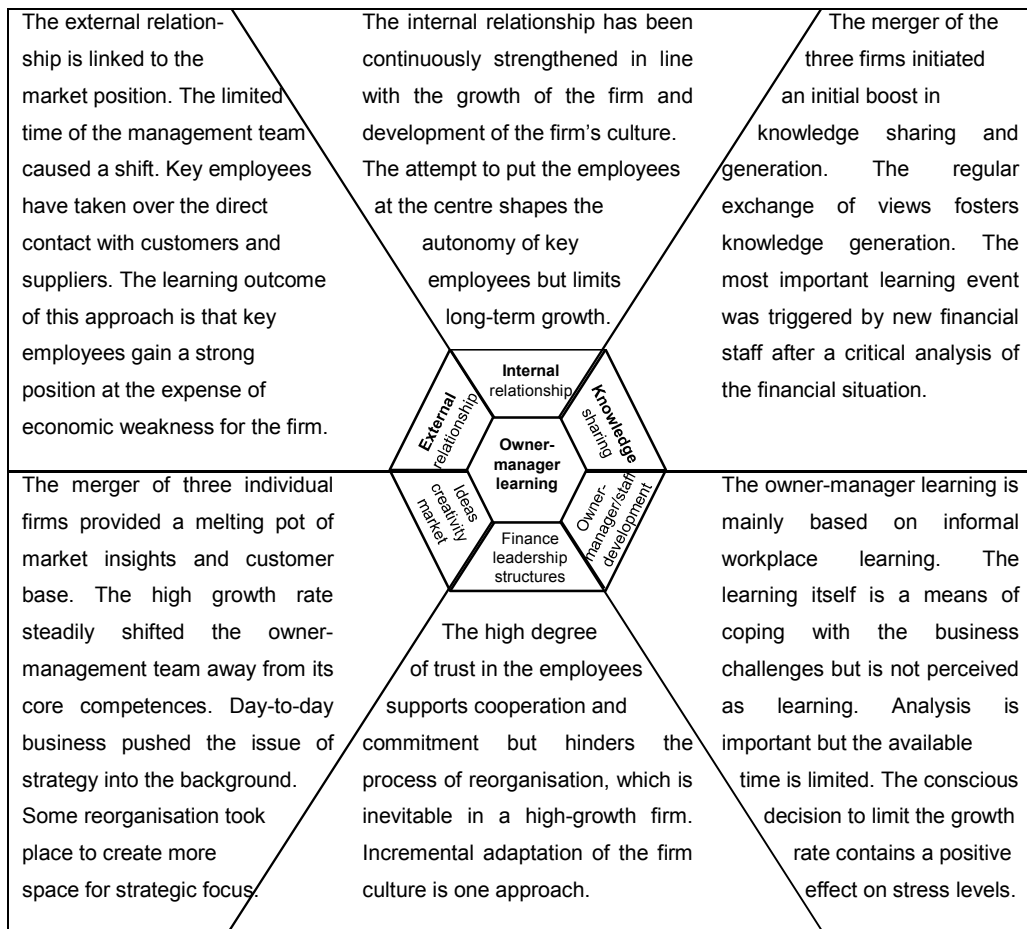 The external relation-
ship is linked to the
market position. The limited
time of the management team
caused a shift. Key employees
have taken over the direct
contact with customers and
suppliers. The learning outcome
of this approach is that key
employees gain a strong
position at the expense of
economic weakness for the firm.
The internal relationship has been
continuously strengthened in line
with the growth of the firm and
development of the firm's culture.
The attempt to put the employees
at the centre shapes the
autonomy of key
employees but limits
long-term growth.
The merger of the
three firms initiated
an initial boost in
knowledge sharing and
generation. The regular
exchange of views fosters
knowledge generation. The
most important learning event
was triggered by new financial
staff after a critical analysis of
the financial situation.
External
relationship
Internal
relationship
Knowledge
sharing
Owner-
manager
learning
Ideas
creativity
market
Finance
leadership
structures
Owner-
manager/staff
development
The merger of three individual
firms provided a melting pot of
market insights and customer
base. The high growth rate
steadily shifted the owner-
management team away from its
core competences. Day-to-day
business pushed the issue of
strategy into the background.
Some reorganisation took
place to create more
space for strategic focus.
The high degree
of trust in the employees
supports cooperation and
commitment but hinders the
process of reorganisation, which is
inevitable in a high-growth firm.
Incremental adaptation of the firm
culture is one approach.
The owner-manager learning is
mainly based on informal
workplace learning. The
learning itself is a means of
coping with the business
challenges but is not perceived
as learning. Analysis is
important but the available
time is limited. The conscious
decision to limit the growth
rate contains a positive
effect on stress levels.